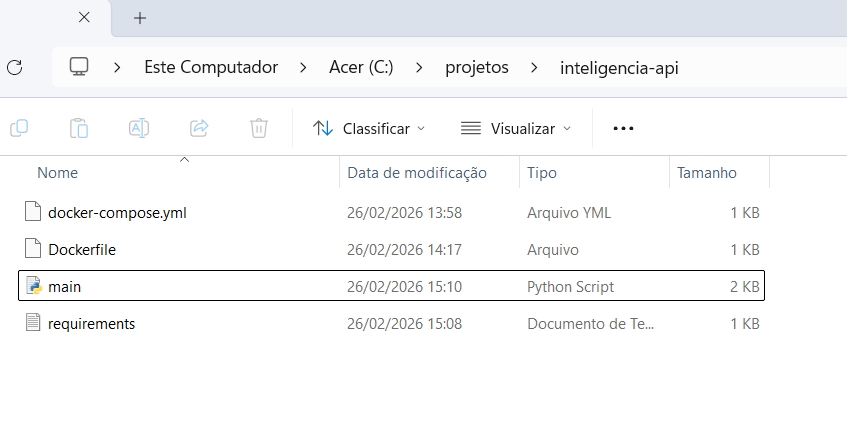 Este Computador > Acer (C:) > projetos > inteligencia-api
Classificar Visualizar
Nome Data de modificação Tipo Tamanho
docker-compose.yml 26/02/2026 13:58 Arquivo YML 1 KB
Dockerfile 26/02/2026 14:17 Arquivo 1 KB
main 26/02/2026 15:10 Python Script 2 KB
requirements 26/02/2026 15:08 Documento de Te... 1 KB